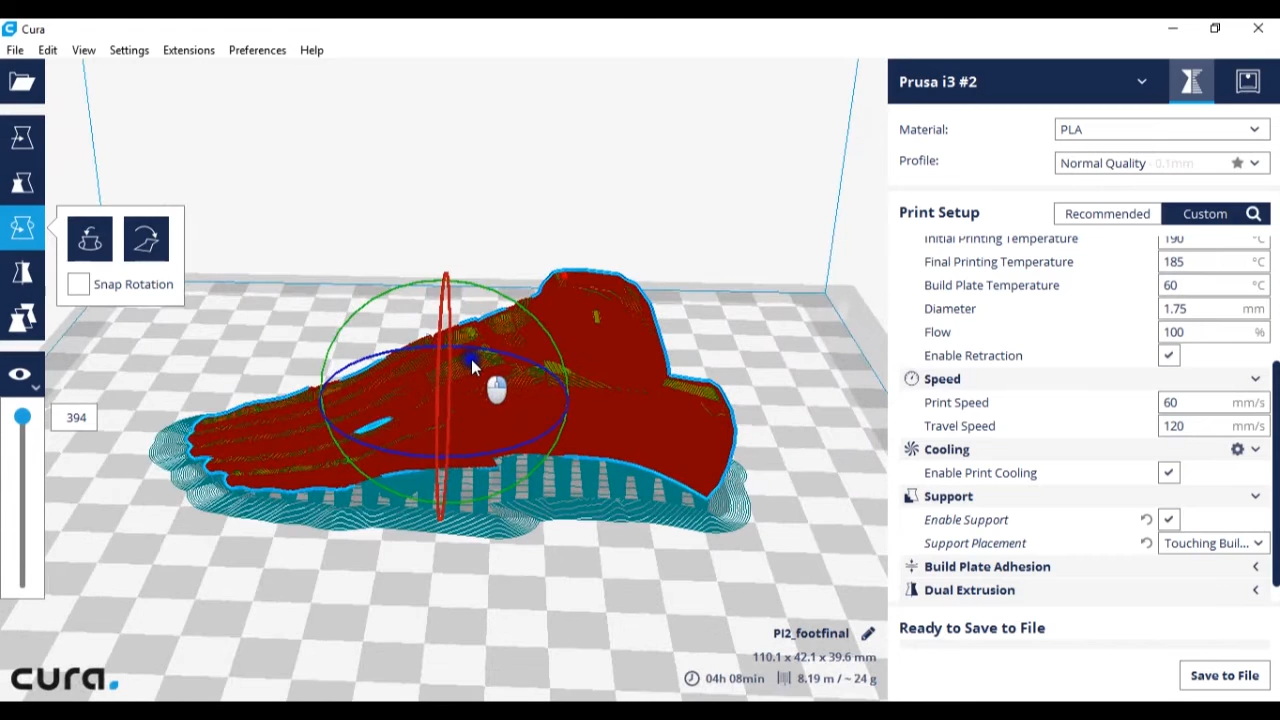 Cura
File Edit View Settings Extensions Preferences Help
Prusa i3 #2
Material: PLA
Profile: Normal Quality - 0.1mm
Print Setup Recommended Custom
Initial Printing Temperature 190 °C
Final Printing Temperature 185 °C
Build Plate Temperature 60 °C
Diameter 1.75 mm
Flow 100 %
Enable Retraction
Speed
Print Speed 60 mm/s
Travel Speed 120 mm/s
Cooling
Enable Print Cooling
Support
Enable Support
Support Placement Touching Buil...
Build Plate Adhesion
Dual Extrusion
Ready to Save to File
Save to File
Snap Rotation
394
PI2_footfinal
110.1 x 42.1 x 39.6 mm
04h 08min 8.19 m / ~ 24 g
cura.